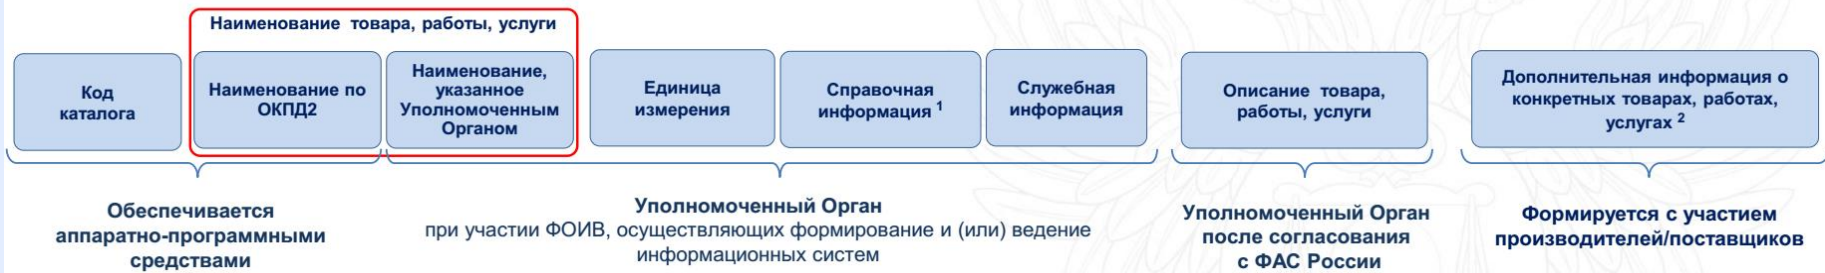 Наименование товара, работы, услуги
Код
каталога
Наименование по
ОКПД2
Наименование,
указанное
Уполномоченным
Органом
Единица
измерения
Справочная
информация ¹
Служебная
информация
Описание товара,
работы, услуги
Дополнительная информация о
конкретных товарах, работах,
услугах ²
Обеспечивается
аппаратно-программными
средствами
Уполномоченный Орган
при участии ФОИВ, осуществляющих формирование и (или) ведение
информационных систем
Уполномоченный Орган
после согласования
с ФАС России
Формируется с участием
производителей/поставщиков